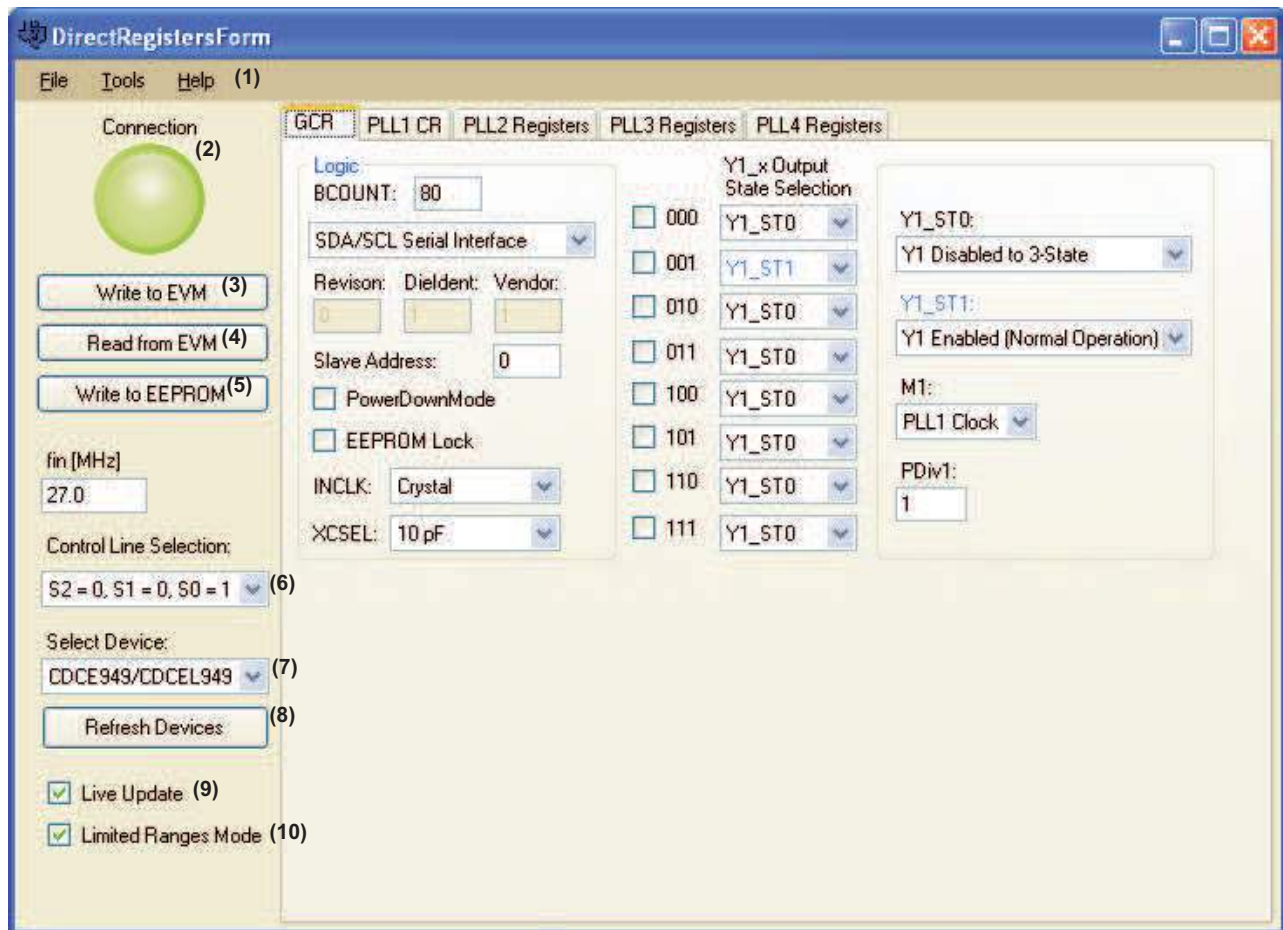 DirectRegistersForm
File Tools Help (1)
Connection
(2)
Write to EVM (3)
Read from EVM (4)
Write to EEPROM (5)
fin [MHz]
27.0
Control Line Selection:
S2 = 0, S1 = 0, S0 = 1 (6)
Select Device:
CDCE949/CDCEL949 (7)
Refresh Devices (8)
Live Update (9)
Limited Ranges Mode (10)
GCR PLL1 CR PLL2 Registers PLL3 Registers PLL4 Registers
Logic
BCOUNT: 80
SDA/SCL Serial Interface
Revison: DieIdent: Vendor:
0 1 1
Slave Address: 0
PowerDownMode
EEPROM Lock
INCLK: Crystal
XCSEL: 10 pF
Y1_x Output
State Selection
000 Y1_ST0
001 Y1_ST1
010 Y1_ST0
011 Y1_ST0
100 Y1_ST0
101 Y1_ST0
110 Y1_ST0
111 Y1_ST0
Y1_ST0:
Y1 Disabled to 3-State
Y1_ST1:
Y1 Enabled (Normal Operation)
M1:
PLL1 Clock
PDiv1:
1